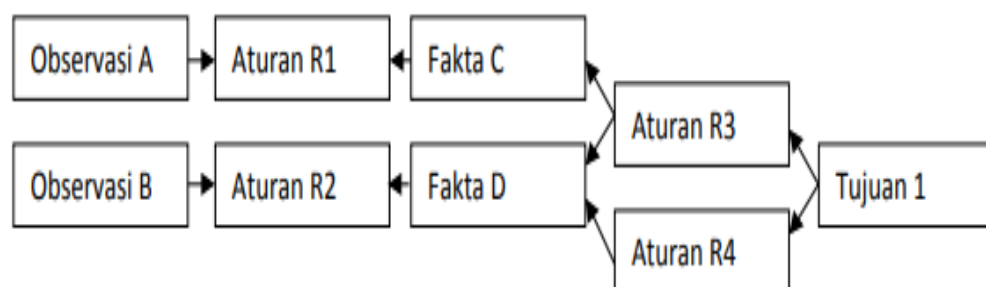 Observasi A
Aturan R1
Fakta C
Aturan R3
Observasi B
Aturan R2
Fakta D
Tujuan 1
Aturan R4